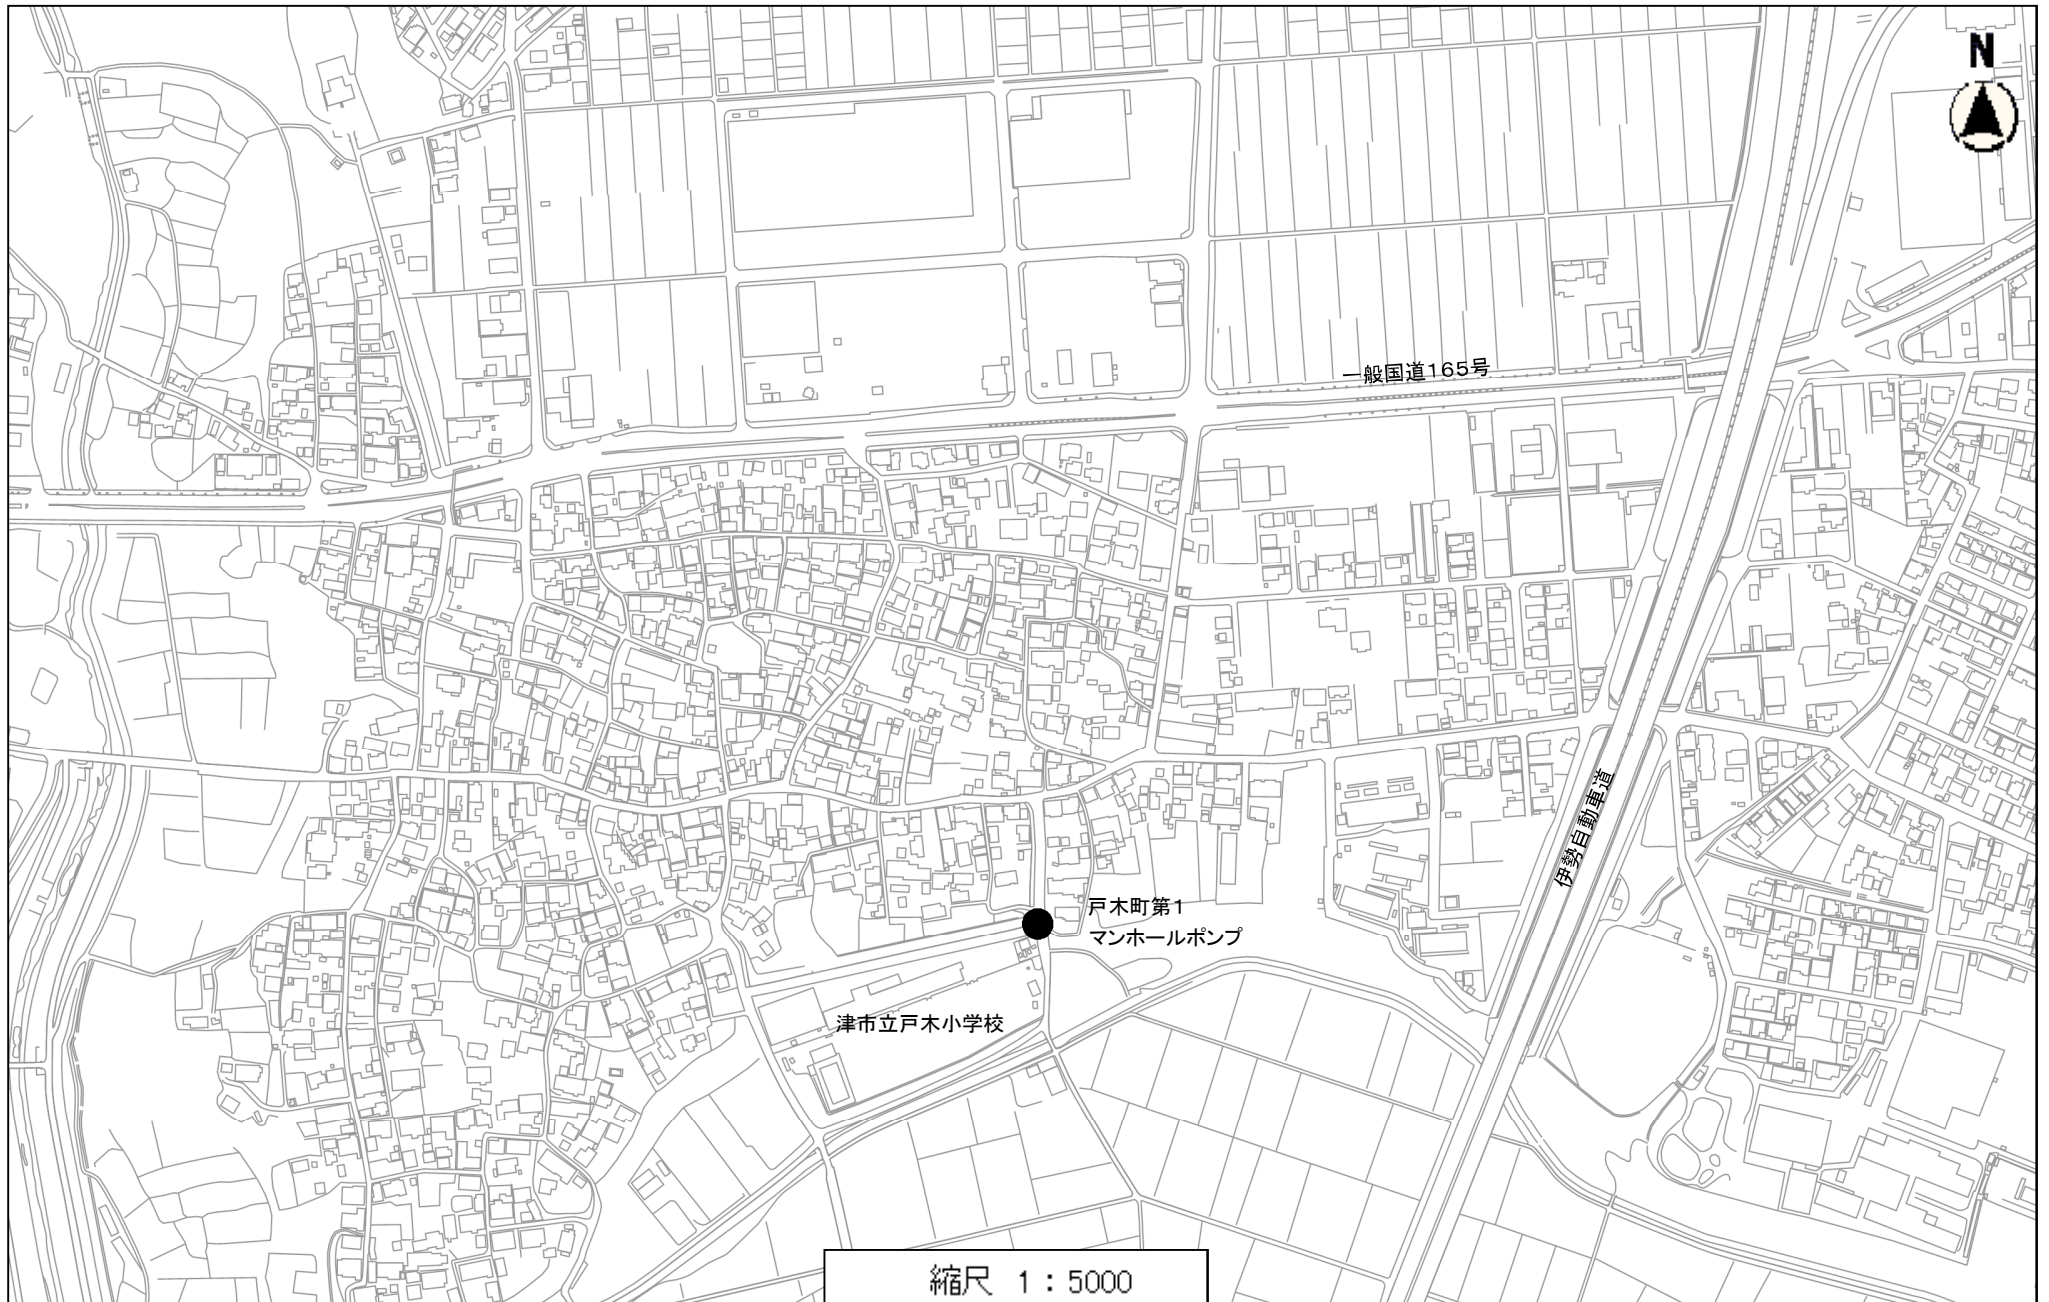 N
一般国道165号
伊勢自動車道
戸木町第1
マンホールポンプ
津市立戸木小学校
縮尺 1：5000